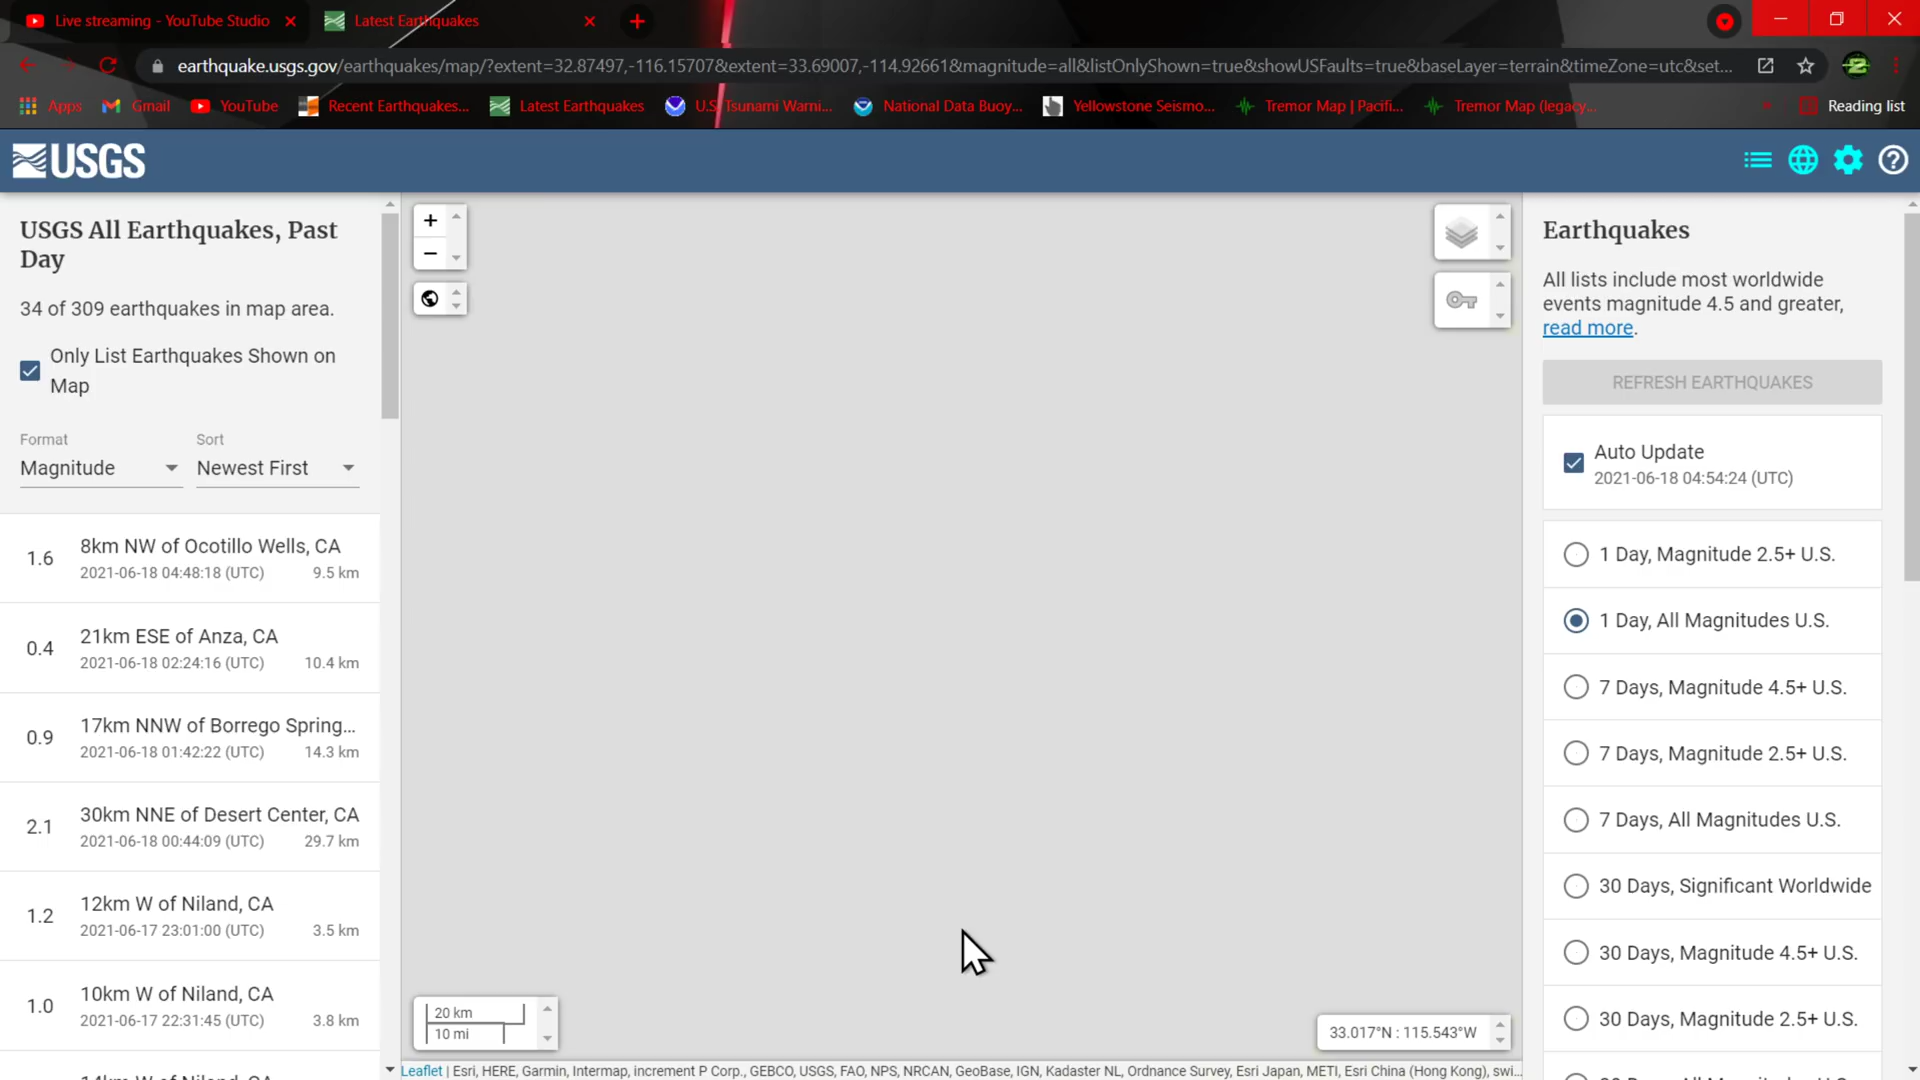 Live streaming - YouTube Studio
Latest Earthquakes
earthquake.usgs.gov/earthquakes/map/?extent=32.87497,-116.15707&extent=33.69007,-114.92661&magnitude=all&listOnlyShown=true&showUSFaults=true&baseLayer=terrain&timeZone=utc&set...
Apps
Gmail
YouTube
Recent Earthquakes...
Latest Earthquakes
U.S. Tsunami Warni...
National Data Buoy...
Yellowstone Seismo...
Tremor Map | Pacifi...
Tremor Map (legacy...
Reading list
USGS
USGS All Earthquakes, Past
Day
34 of 309 earthquakes in map area.
Only List Earthquakes Shown on
Map
Format
Sort
Magnitude
Newest First
1.6
8km NW of Ocotillo Wells, CA
2021-06-18 04:48:18 (UTC)
9.5 km
0.4
21km ESE of Anza, CA
2021-06-18 02:24:16 (UTC)
10.4 km
0.9
17km NNW of Borrego Spring...
2021-06-18 01:42:22 (UTC)
14.3 km
2.1
30km NNE of Desert Center, CA
2021-06-18 00:44:09 (UTC)
29.7 km
1.2
12km W of Niland, CA
2021-06-17 23:01:00 (UTC)
3.5 km
1.0
10km W of Niland, CA
2021-06-17 22:31:45 (UTC)
3.8 km
20 km
10 mi
33.017°N : 115.543°W
Leaflet | Esri, HERE, Garmin, Intermap, increment P Corp., GEBCO, USGS, FAO, NPS, NRCAN, GeoBase, IGN, Kadaster NL, Ordnance Survey, Esri Japan, METI, Esri China (Hong Kong), swi...
Earthquakes
All lists include most worldwide
events magnitude 4.5 and greater,
read more.
REFRESH EARTHQUAKES
Auto Update
2021-06-18 04:54:24 (UTC)
1 Day, Magnitude 2.5+ U.S.
1 Day, All Magnitudes U.S.
7 Days, Magnitude 4.5+ U.S.
7 Days, Magnitude 2.5+ U.S.
7 Days, All Magnitudes U.S.
30 Days, Significant Worldwide
30 Days, Magnitude 4.5+ U.S.
30 Days, Magnitude 2.5+ U.S.